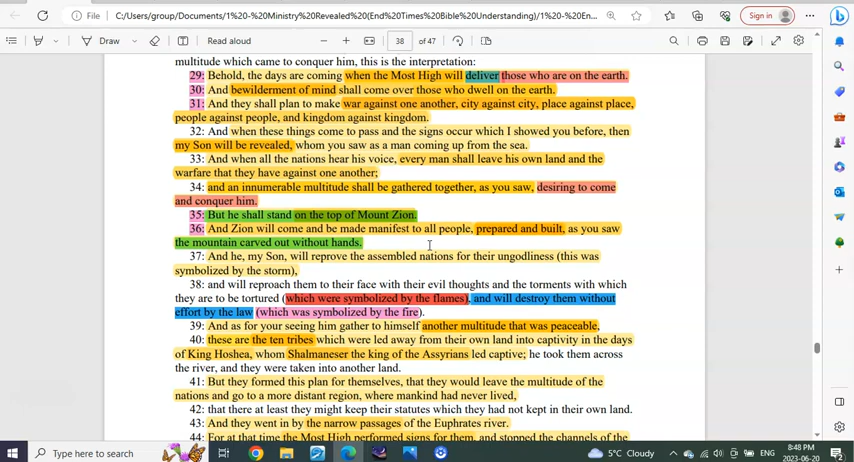 File
C:/Users/group/Documents/1%20-%20Ministry%20Revealed(End%20Times%20Bible%20Understanding)/1%20-%20En...
Sign in
Draw
Read aloud
38
of 47
multitude which came to conquer him, this is the interpretation:
29: Behold, the days are coming when the Most High will deliver those who are on the earth.
30: And bewilderment of mind shall come over those who dwell on the earth.
31: And they shall plan to make war against one another, city against city, place against place,
people against people, and kingdom against kingdom.
32: And when these things come to pass and the signs occur which I showed you before, then
my Son will be revealed, whom you saw as a man coming up from the sea.
33: And when all the nations hear his voice, every man shall leave his own land and the
warfare that they have against one another;
34: and an innumerable multitude shall be gathered together, as you saw, desiring to come
and conquer him.
35: But he shall stand on the top of Mount Zion.
36: And Zion will come and be made manifest to all people, prepared and built, as you saw
the mountain carved out without hands.
37: And he, my Son, will reprove the assembled nations for their ungodliness (this was
symbolized by the storm),
38: and will reproach them to their face with their evil thoughts and the torments with which
they are to be tortured (which were symbolized by the flames), and will destroy them without
effort by the law (which was symbolized by the fire).
39: And as for your seeing him gather to himself another multitude that was peaceable,
40: these are the ten tribes which were led away from their own land into captivity in the days
of King Hoshea, whom Shalmaneser the king of the Assyrians led captive; he took them across
the river, and they were taken into another land.
41: But they formed this plan for themselves, that they would leave the multitude of the
nations and go to a more distant region, where mankind had never lived,
42: that there at least they might keep their statutes which they had not kept in their own land.
43: And they went in by the narrow passages of the Euphrates river.
44: For at that time the Most High performed signs for them, and stopped the channels of the
Type here to search
5°C Cloudy
ENG
8:48 PM
2023-06-20